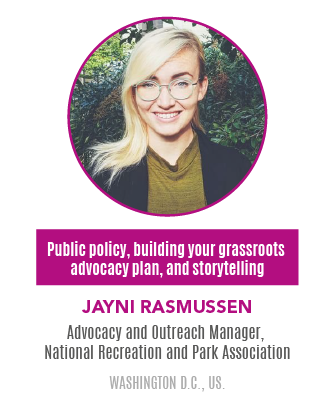 Public policy, building your grassroots
advocacy plan, and storytelling
JAYNI RASMUSSEN
Advocacy and Outreach Manager,
National Recreation and Park Association
WASHINGTON D.C., US.